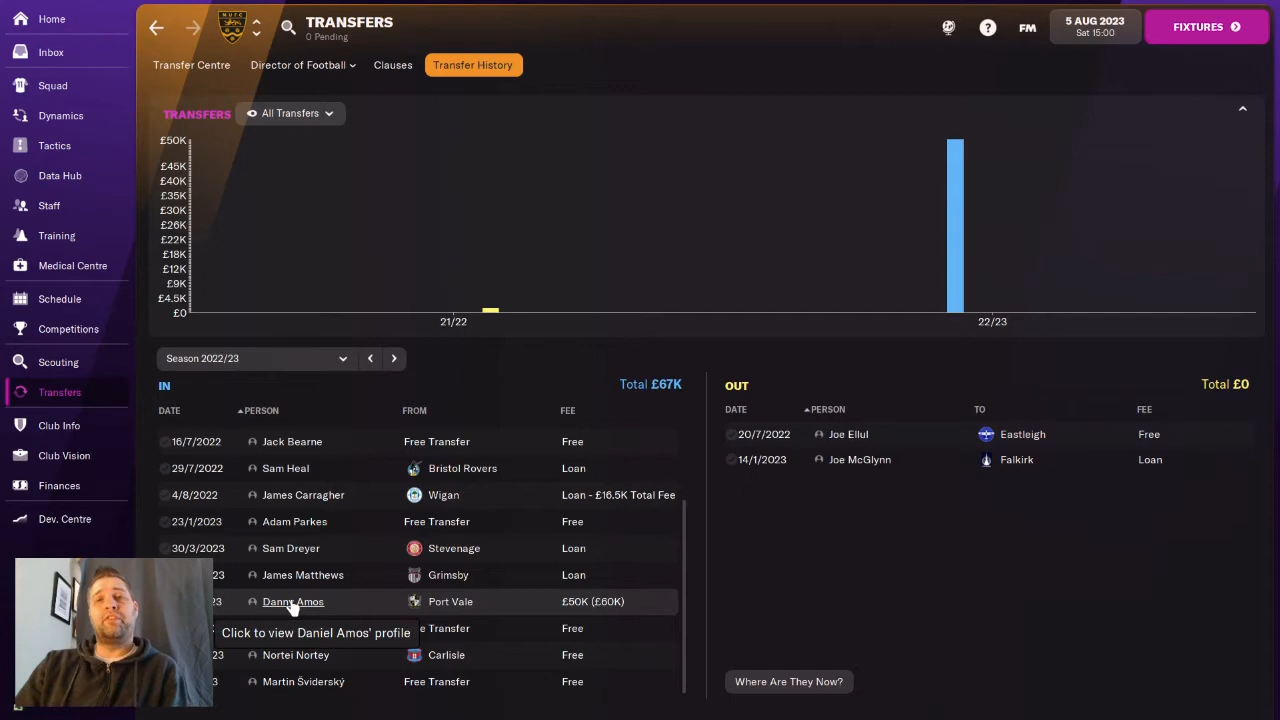 Home
Inbox
Squad
Dynamics
Tactics
Data Hub
Staff
Training
Medical Centre
Schedule
Competitions
Scouting
Transfers
Club Info
Club Vision
Finances
Dev. Centre
TRANSFERS
0 Pending
FM
5 AUG 2023
Sat 15:00
FIXTURES
Transfer Centre
Director of Football
Clauses
Transfer History
TRANSFERS
All Transfers
£50K
£45K
£40K
£35K
£30K
£26K
£22K
£18K
£12K
£9K
£4.5K
£0
21/22
22/23
Season 2022/23
IN
Total £67K
DATE PERSON FROM FEE
16/7/2022 Jack Bearne Free Transfer Free
29/7/2022 Sam Heal Bristol Rovers Loan
4/8/2022 James Carragher Wigan Loan - £16.5K Total Fee
23/1/2023 Adam Parkes Free Transfer Free
30/3/2023 Sam Dreyer Stevenage Loan
23 James Matthews Grimsby Loan
23 Danny Amos Port Vale £50K (£60K)
Click to view Daniel Amos' profile
e Transfer Free
23 Nortei Nortey Carlisle Free
3 Martin Šviderský Free Transfer Free
OUT
Total £0
DATE PERSON TO FEE
20/7/2022 Joe Ellul Eastleigh Free
14/1/2023 Joe McGlynn Falkirk Loan
Where Are They Now?